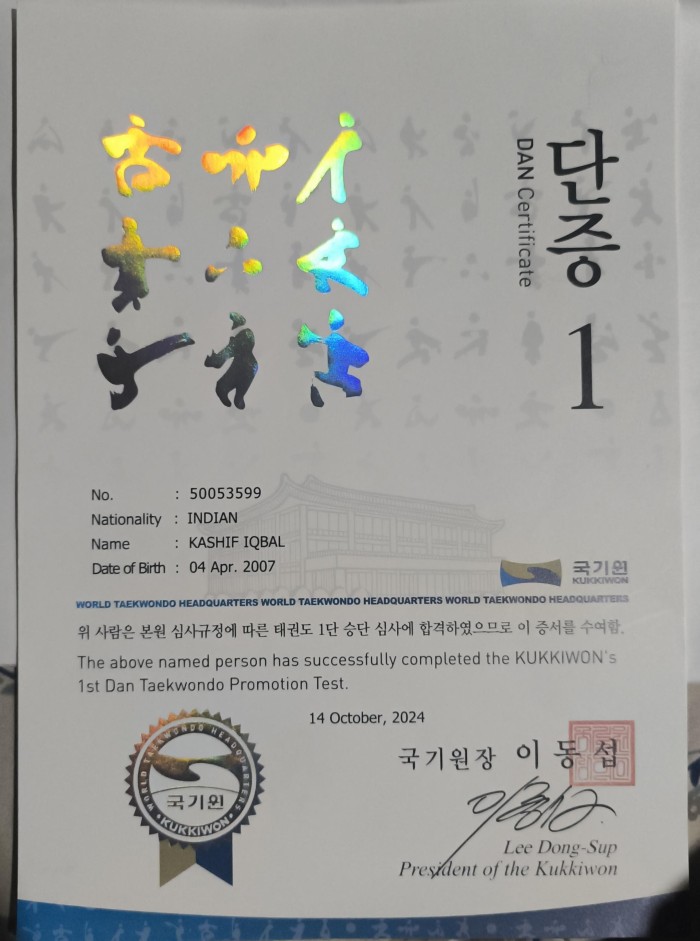 단증
DAN Certificate
1
No. : 50053599
Nationality : INDIAN
Name : KASHIF IQBAL
Date of Birth : 04 Apr. 2007
국기원
KUKKIWON
WORLD TAEKWONDO HEADQUARTERS WORLD TAEKWONDO HEADQUARTERS WORLD TAEKWONDO HEADQUARTERS
위 사람은 본원 심사규정에 따른 태권도 1단 승단 심사에 합격하였으므로 이 증서를 수여함.
The above named person has successfully completed the KUKKIWON's
1st Dan Taekwondo Promotion Test.
14 October, 2024
WORLD TAEKWONDO HEADQUARTERS
국기원
KUKKIWON
국기원장 이동섭
Lee Dong-Sup
President of the Kukkiwon